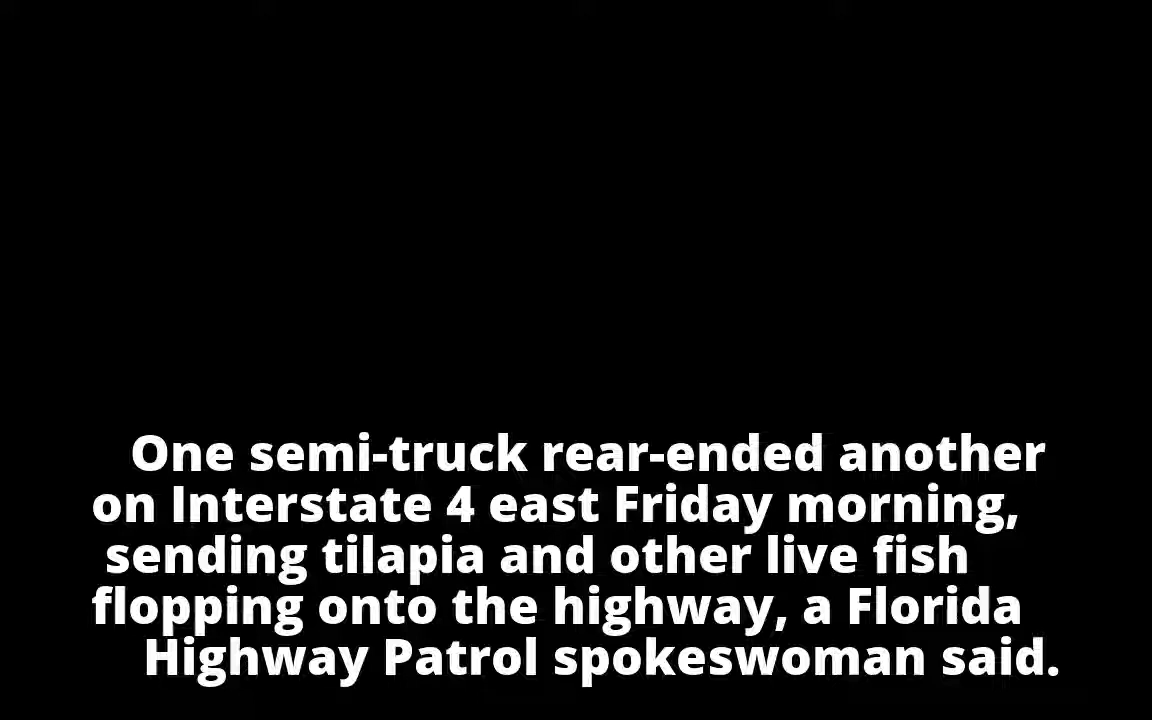 One semi-truck rear-ended another
on Interstate 4 east Friday morning,
sending tilapia and other live fish
flopping onto the highway, a Florida
Highway Patrol spokeswoman said.